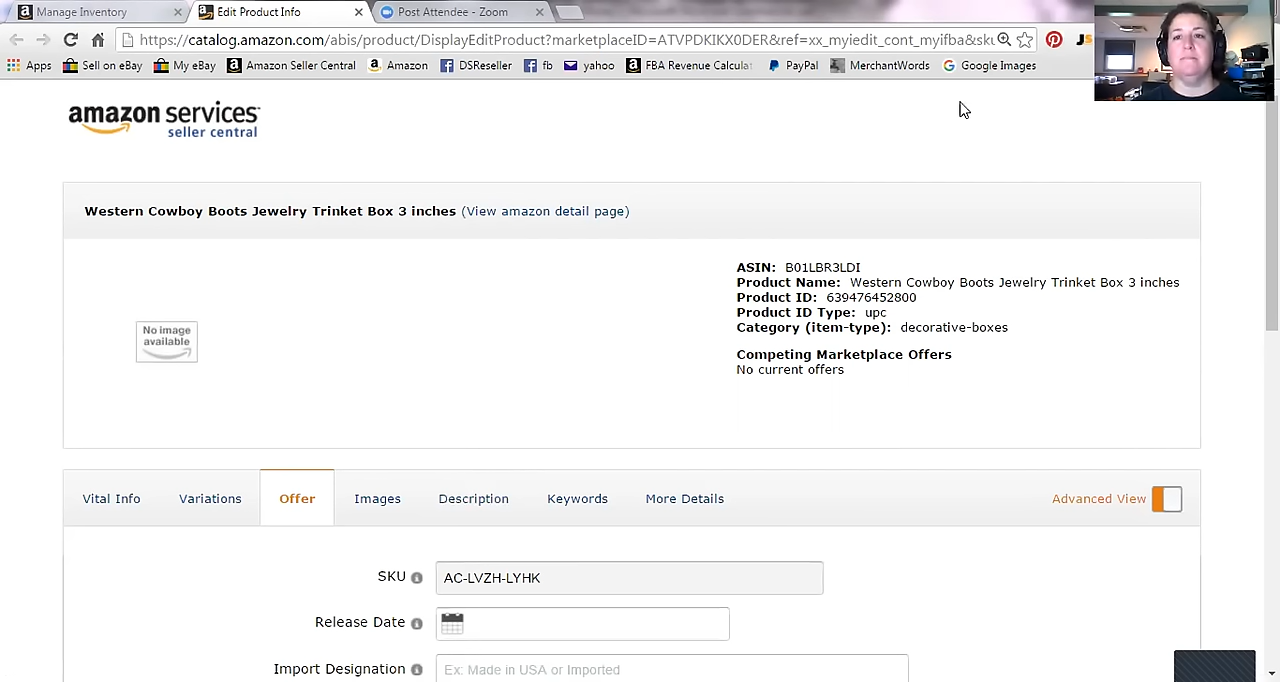 Manage Inventory
Edit Product Info
Post Attendee - Zoom
https://catalog.amazon.com/abis/product/DisplayEditProduct?marketplaceID=ATVPDKIKX0DER&ref=xx_myiedit_cont_myifba&sku
Apps
Sell on eBay
My eBay
Amazon Seller Central
Amazon
DSRHelper
fb
yahoo
FBA Revenue Calcula
PayPal
MerchantWords
Google Images
amazon services
seller central
Western Cowboy Boots Jewelry Trinket Box 3 inches (View amazon detail page)
No image
available
ASIN: B01LBR3LDI
Product Name: Western Cowboy Boots Jewelry Trinket Box 3 inches
Product ID: 639476452800
Product ID Type: upc
Category (item-type): decorative-boxes
Competing Marketplace Offers
No current offers
Vital Info
Variations
Offer
Images
Description
Keywords
More Details
Advanced View
SKU
AC-LVZH-LYHK
Release Date
Import Designation
Ex: Made in USA or Imported